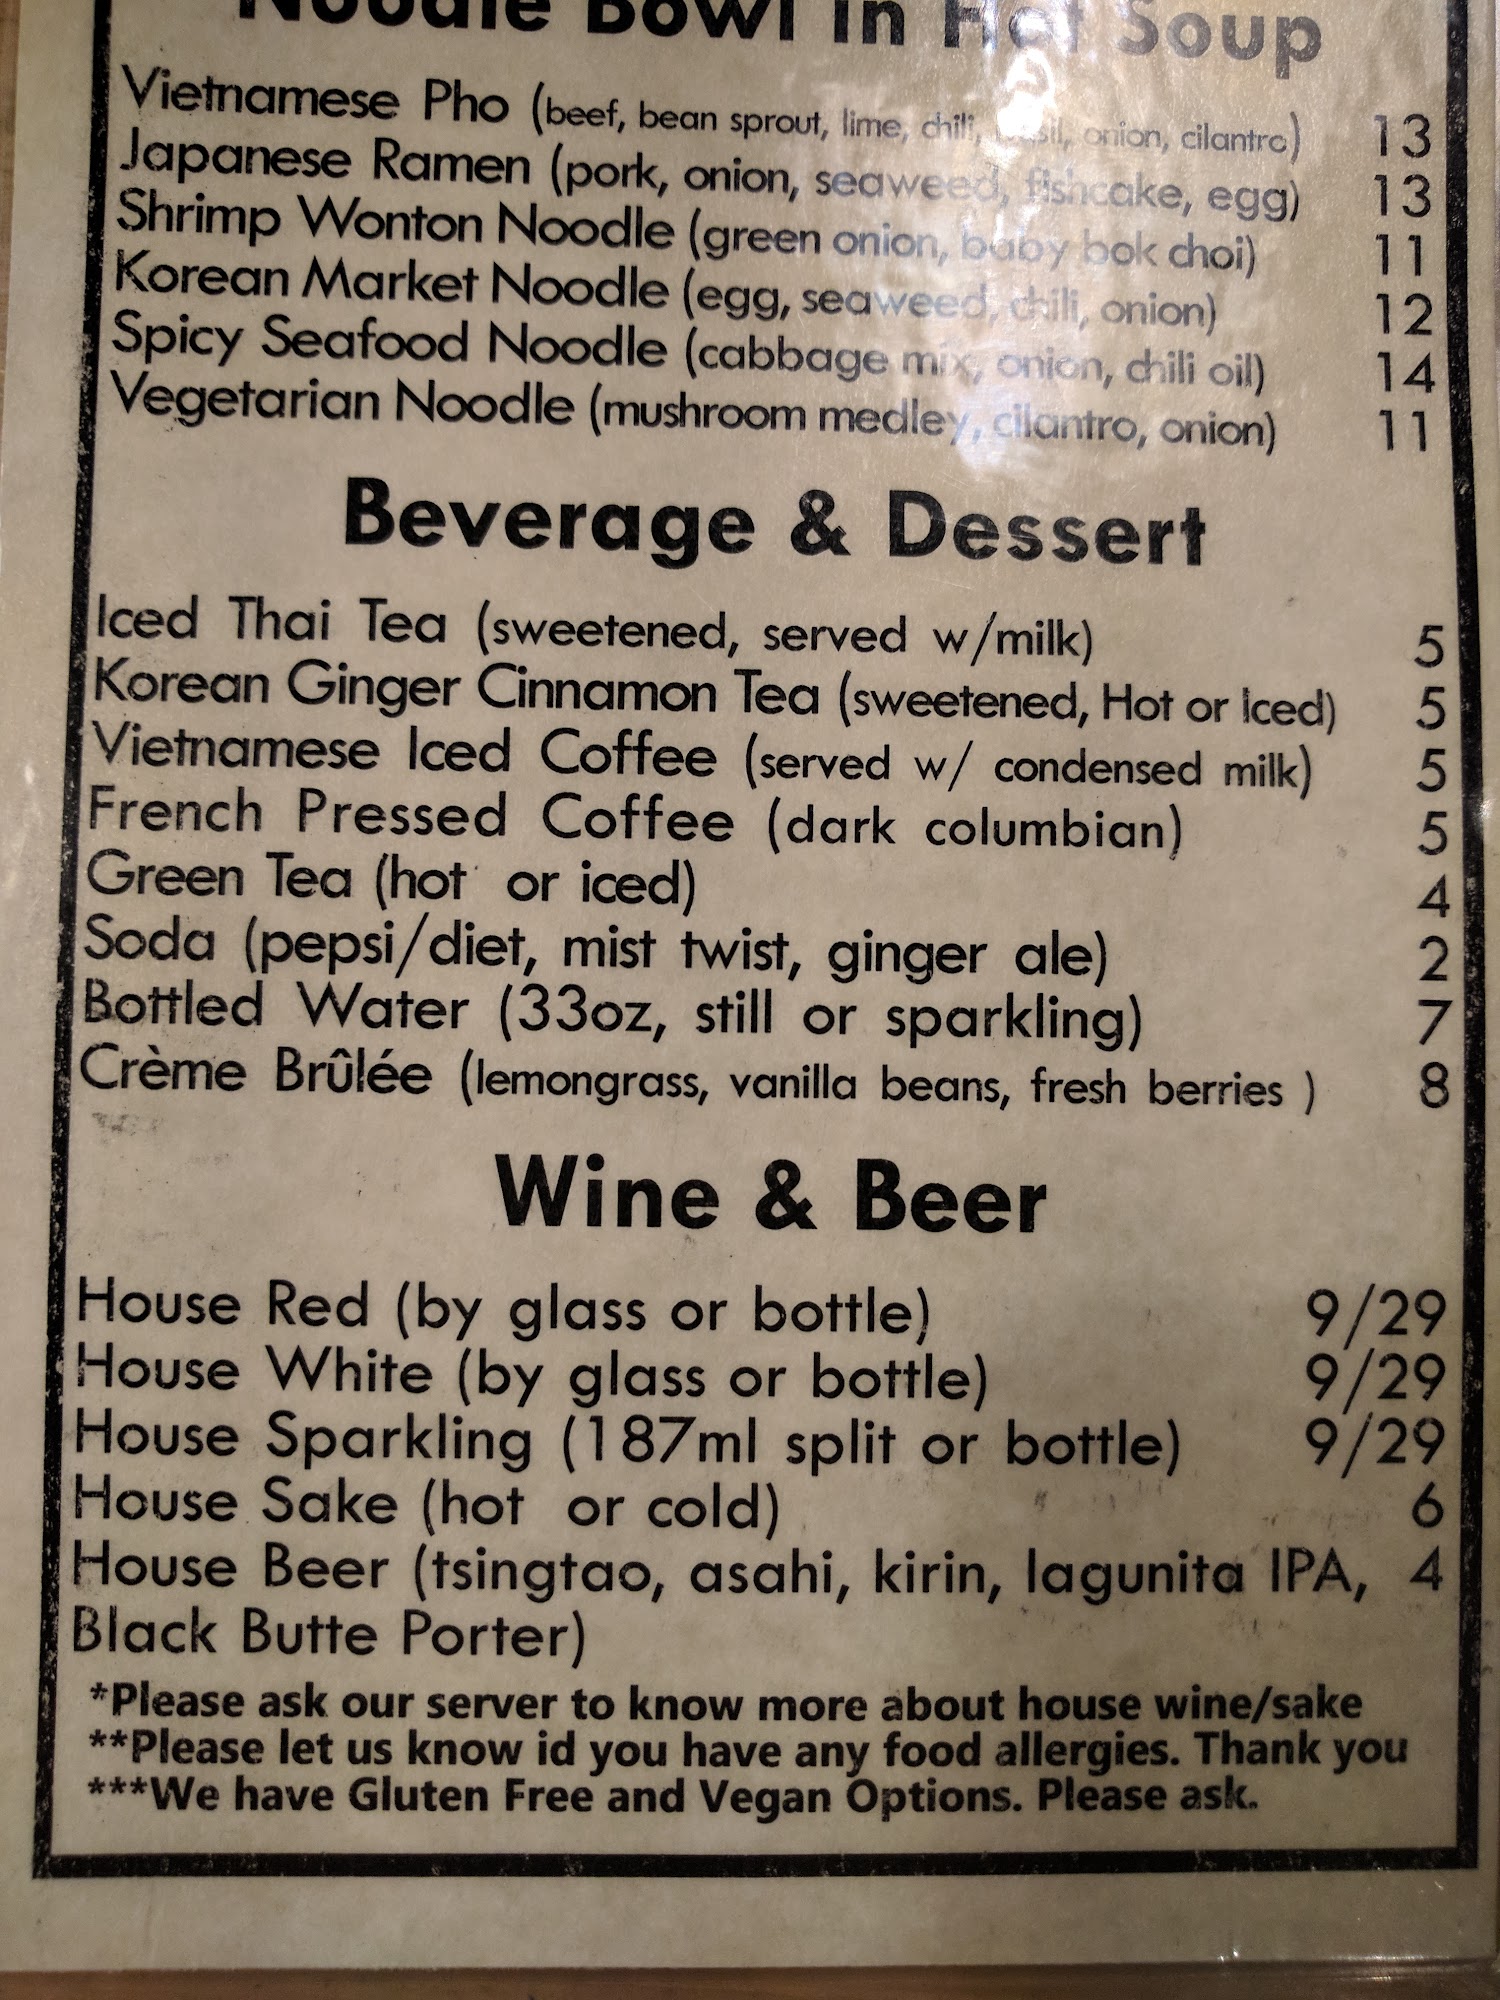 Noodle Bowl in Hot Soup
Vietnamese Pho (beef, bean sprout, lime, chili, basil, onion, cilantro) 13
Japanese Ramen (pork, onion, seaweed, fishcake, egg) 13
Shrimp Wonton Noodle (green onion, baby bok choi) 11
Korean Market Noodle (egg, seaweed, chili, onion) 12
Spicy Seafood Noodle (cabbage mix, onion, chili oil) 14
Vegetarian Noodle (mushroom medley, cilantro, onion) 11
Beverage & Dessert
Iced Thai Tea (sweetened, served w/milk) 5
Korean Ginger Cinnamon Tea (sweetened, Hot or Iced) 5
Vietnamese Iced Coffee (served w/ condensed milk) 5
French Pressed Coffee (dark columbian) 5
Green Tea (hot or iced) 4
Soda (pepsi/diet, mist twist, ginger ale) 2
Bottled Water (33oz, still or sparkling) 7
Crème Brûlée (lemongrass, vanilla beans, fresh berries ) 8
Wine & Beer
House Red (by glass or bottle) 9/29
House White (by glass or bottle) 9/29
House Sparkling (187ml split or bottle) 9/29
House Sake (hot or cold) 6
House Beer (tsingtao, asahi, kirin, lagunita IPA, 4
Black Butte Porter)
*Please ask our server to know more about house wine/sake
**Please let us know id you have any food allergies. Thank you
***We have Gluten Free and Vegan Options. Please ask.